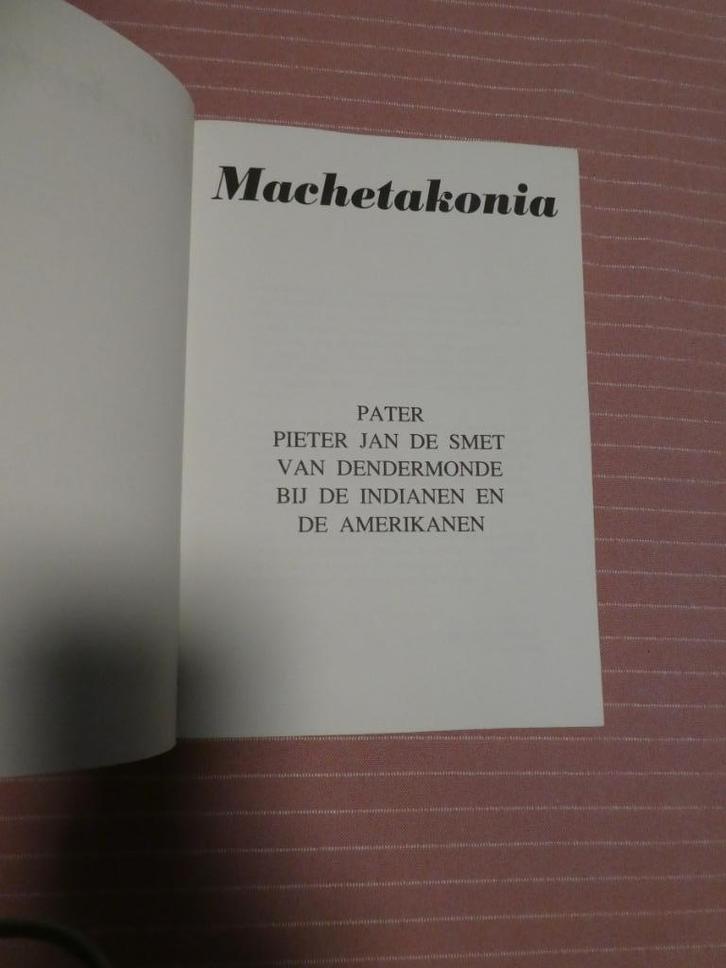 Machetakonia
PATER
PIETER JAN DE SMET
VAN DENDERMONDE
BIJ DE INDIANEN EN
DE AMERIKANEN